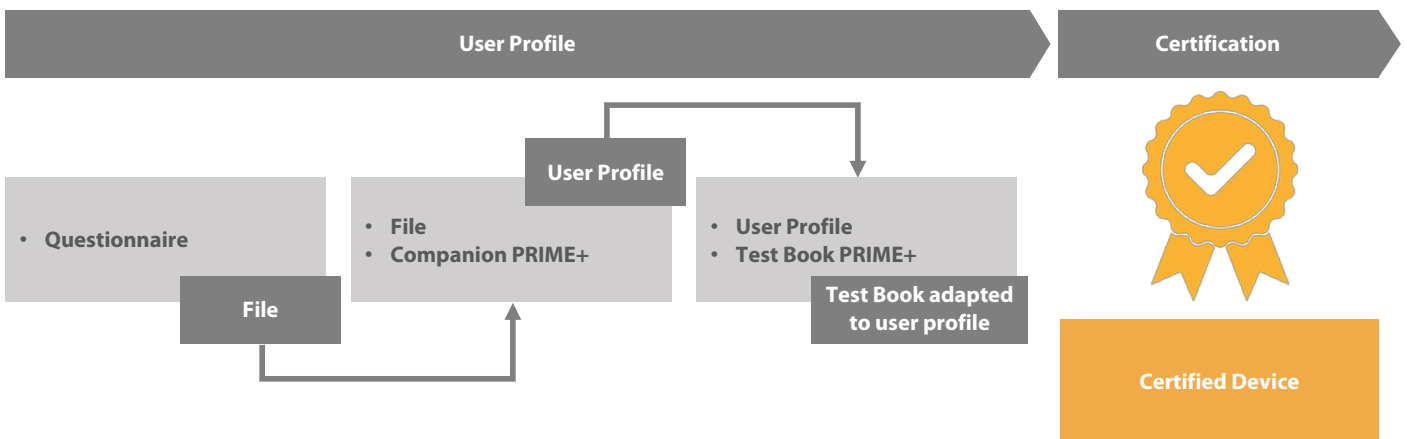 User Profile
Certification
• Questionnaire
File
• File
• Companion PRIME+
User Profile
• User Profile
• Test Book PRIME+
Test Book adapted
to user profile
Certified Device